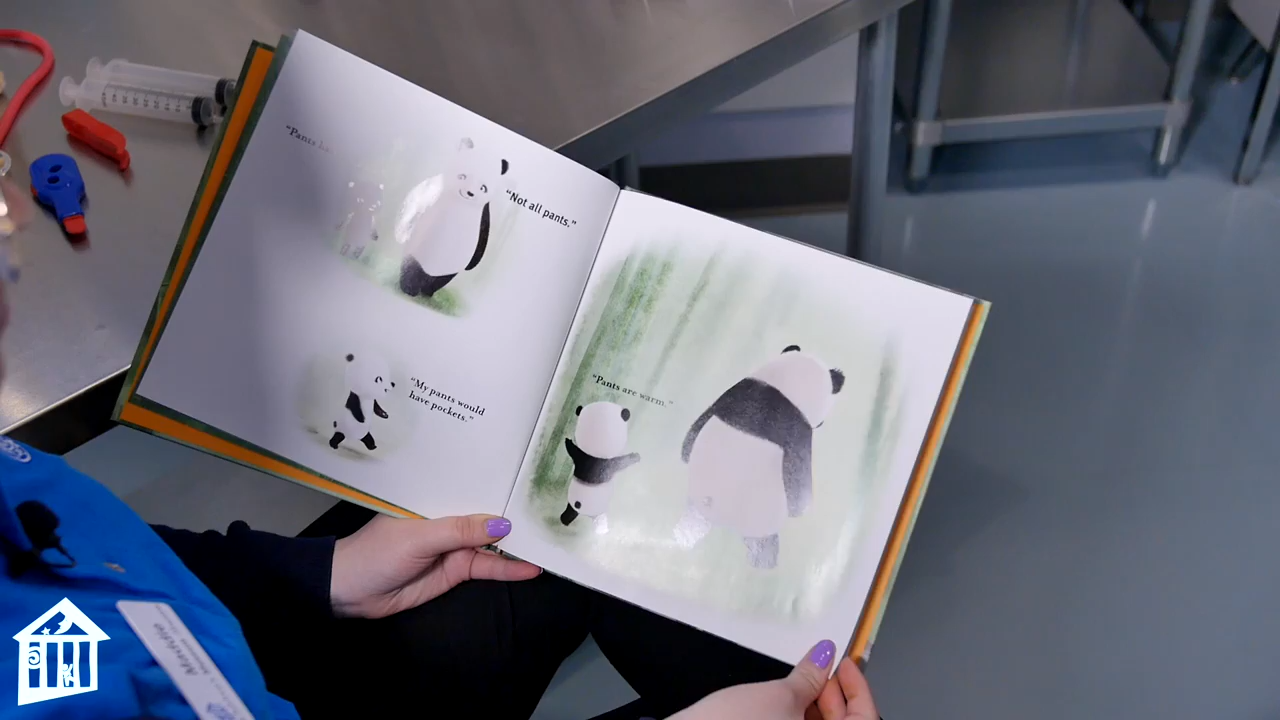 "Pants
"Not all pants."
"My pants would
have pockets."
"Pants are warm."